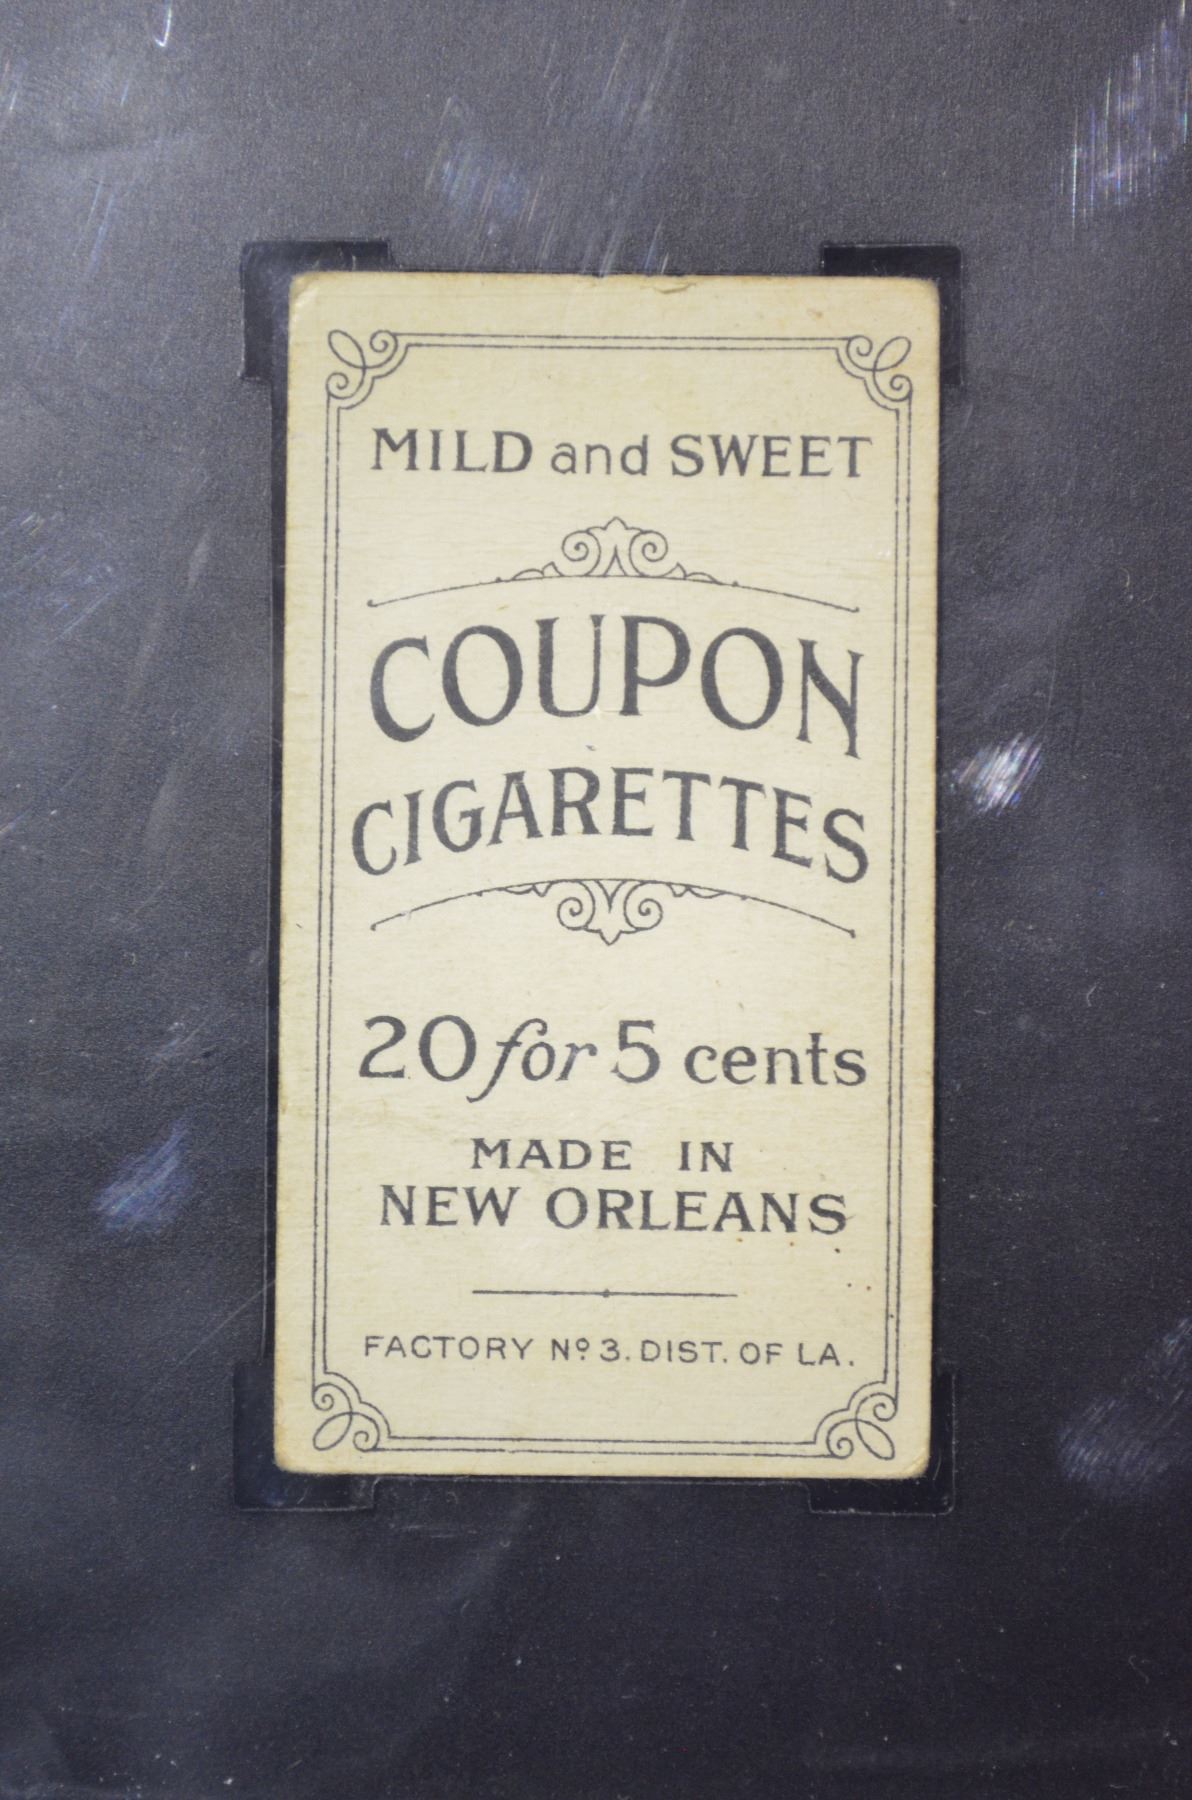 MILD and SWEET
COUPON
CIGARETTES
20 for 5 cents
MADE IN
NEW ORLEANS
FACTORY Nº 3. DIST. OF LA.